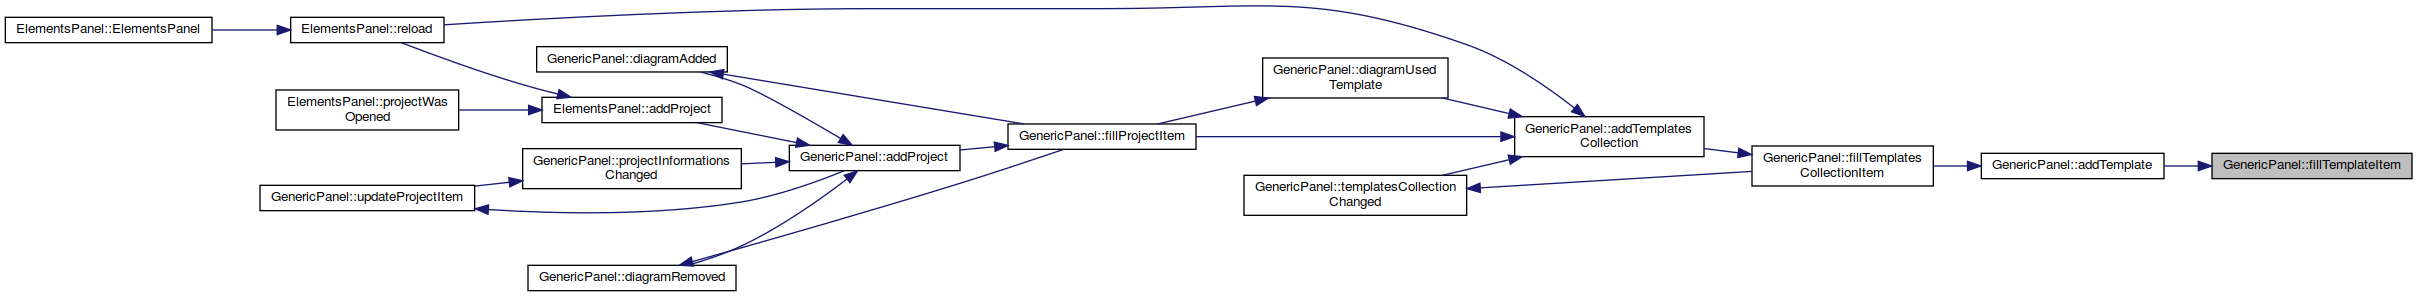 ElementsPanel::ElementsPanel
ElementsPanel::reload
GenericPanel::diagramAdded
ElementsPanel::projectWas
Opened
ElementsPanel::addProject
GenericPanel::projectInformations
Changed
GenericPanel::updateProjectItem
GenericPanel::diagramRemoved
GenericPanel::addProject
GenericPanel::fillProjectItem
GenericPanel::diagramUsed
Template
GenericPanel::templatesCollection
Changed
GenericPanel::addTemplates
Collection
GenericPanel::fillTemplates
CollectionItem
GenericPanel::addTemplate
GenericPanel::fillTemplateItem